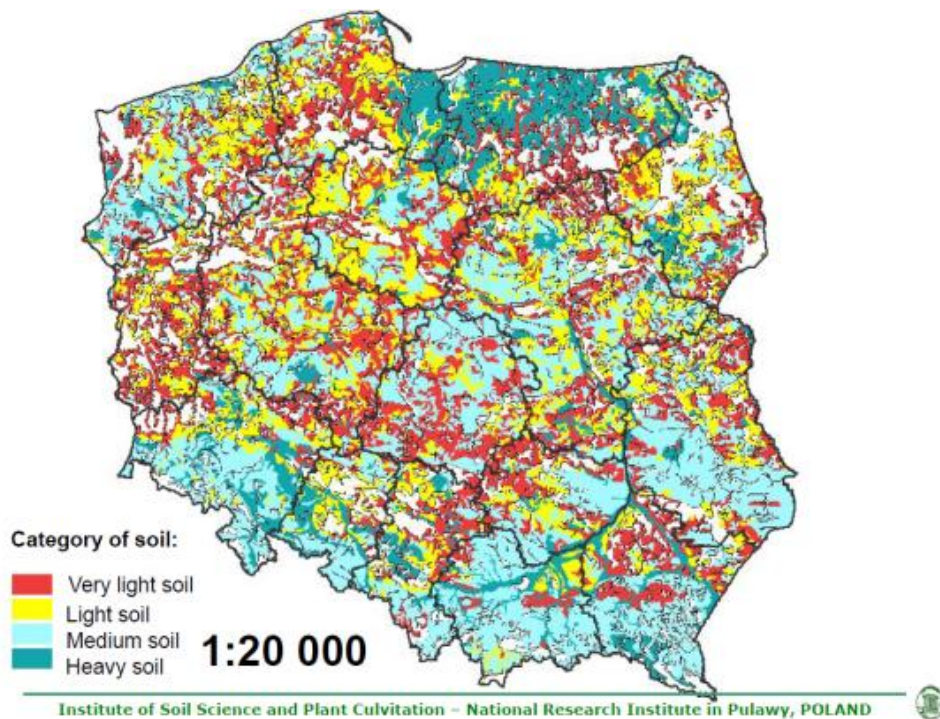 Category of soil:
Very light soil
Light soil
Medium soil
Heavy soil
1:20 000
Institute of Soil Science and Plant Culvitation – National Research Institute in Pulawy, POLAND